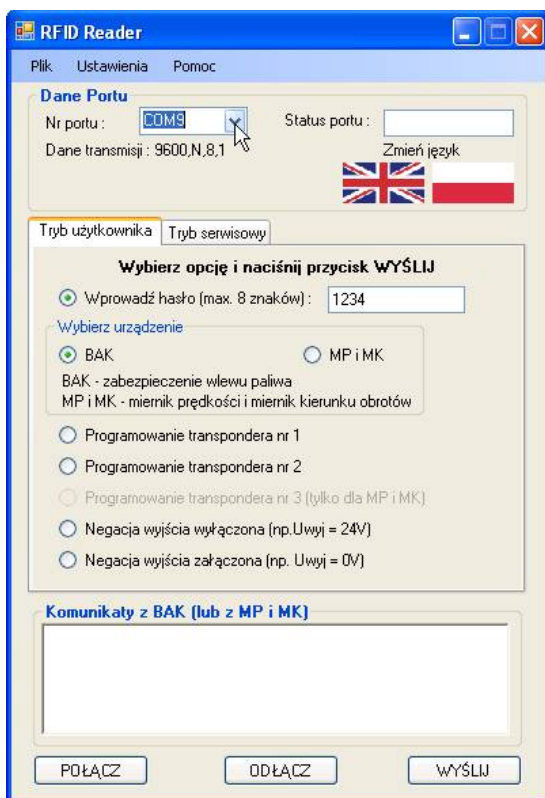 RFID Reader
Plik Ustawienia Pomoc
Dane Portu
Nr portu : COM9 Status portu :
Dane transmisji : 9600,N,8,1 Zmień język
Tryb użytkownika Tryb serwisowy
Wybierz opcję i naciśnij przycisk WYŚLIJ
Wprowadź hasło (max. 8 znaków) : 1234
Wybierz urządzenie
BAK MP i MK
BAK - zabezpieczenie wlewu paliwa
MP i MK - miernik prędkości i miernik kierunku obrotów
Programowanie transpondera nr 1
Programowanie transpondera nr 2
Programowanie transpondera nr 3 (tylko dla MP i MK)
Negacja wyjścia wyłączona (np.Uwyj = 24V)
Negacja wyjścia załączona (np. Uwyj = 0V)
Komunikaty z BAK (lub z MP i MK)
POŁĄCZ ODŁĄCZ WYŚLIJ